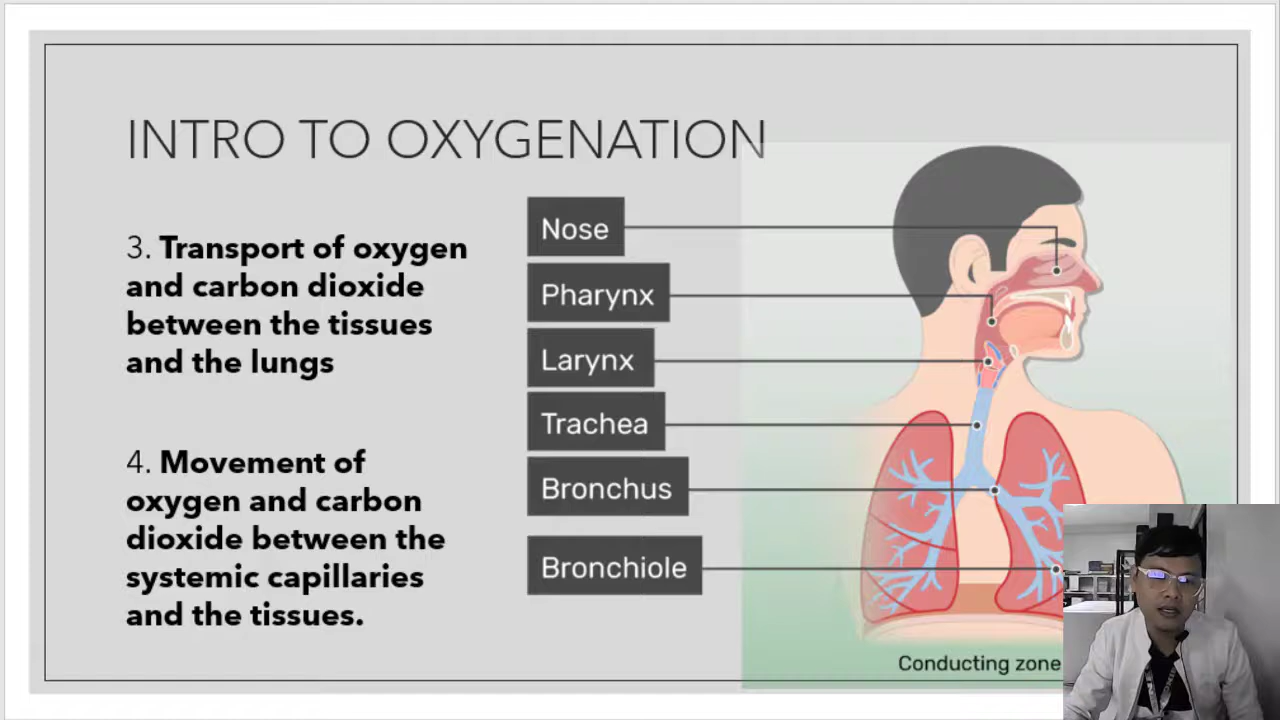 INTRO TO OXYGENATION
3. Transport of oxygen
and carbon dioxide
between the tissues
and the lungs
4. Movement of
oxygen and carbon
dioxide between the
systemic capillaries
and the tissues.
Nose
Pharynx
Larynx
Trachea
Bronchus
Bronchiole
Conducting zone